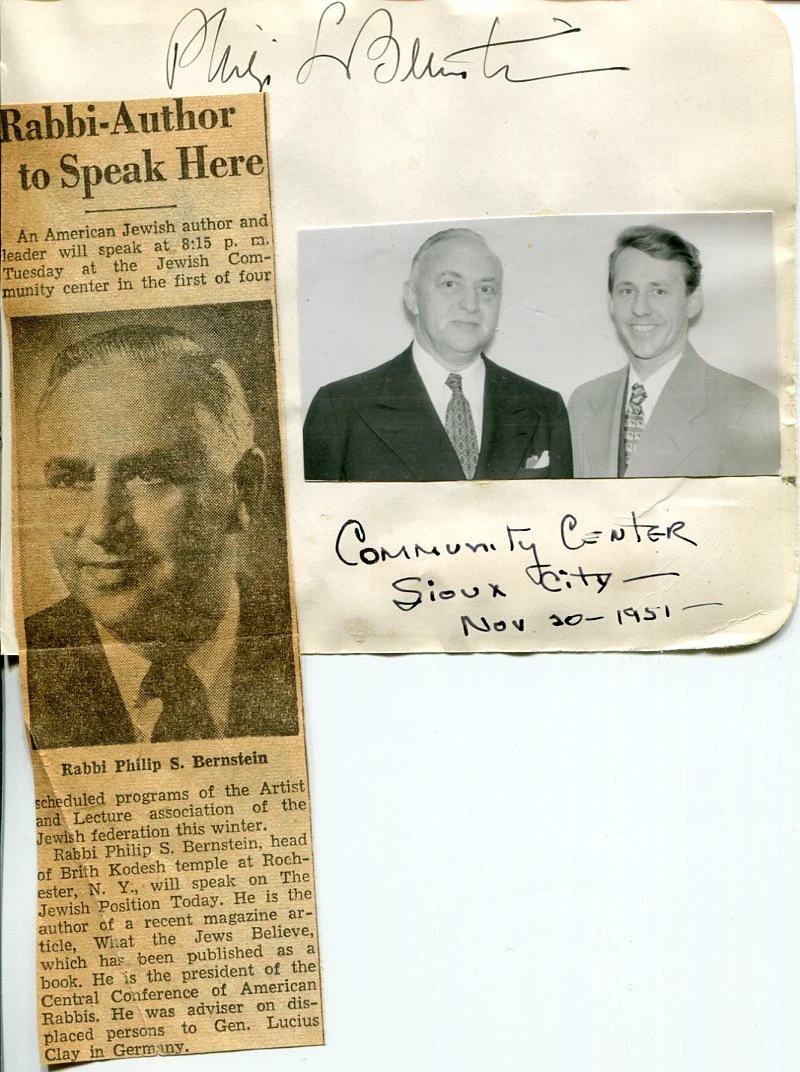 Philip S Bernstein
Rabbi-Author
to Speak Here
An American Jewish author and
leader will speak at 8:15 p. m.
Tuesday at the Jewish Com-
munity center in the first of four
Rabbi Philip S. Bernstein
scheduled programs of the Artist
and Lecture association of the
Jewish federation this winter.
Rabbi Philip S. Bernstein, head
of Brith Kodesh temple at Roch-
ester, N. Y., will speak on The
Jewish Position Today. He is the
author of a recent magazine ar-
ticle, What the Jews Believe,
which has been published as a
book. He is the president of the
Central Conference of American
Rabbis. He was adviser on dis-
placed persons to Gen. Lucius
Clay in Germany.
Community Center
Sioux City—
Nov 20-1951-